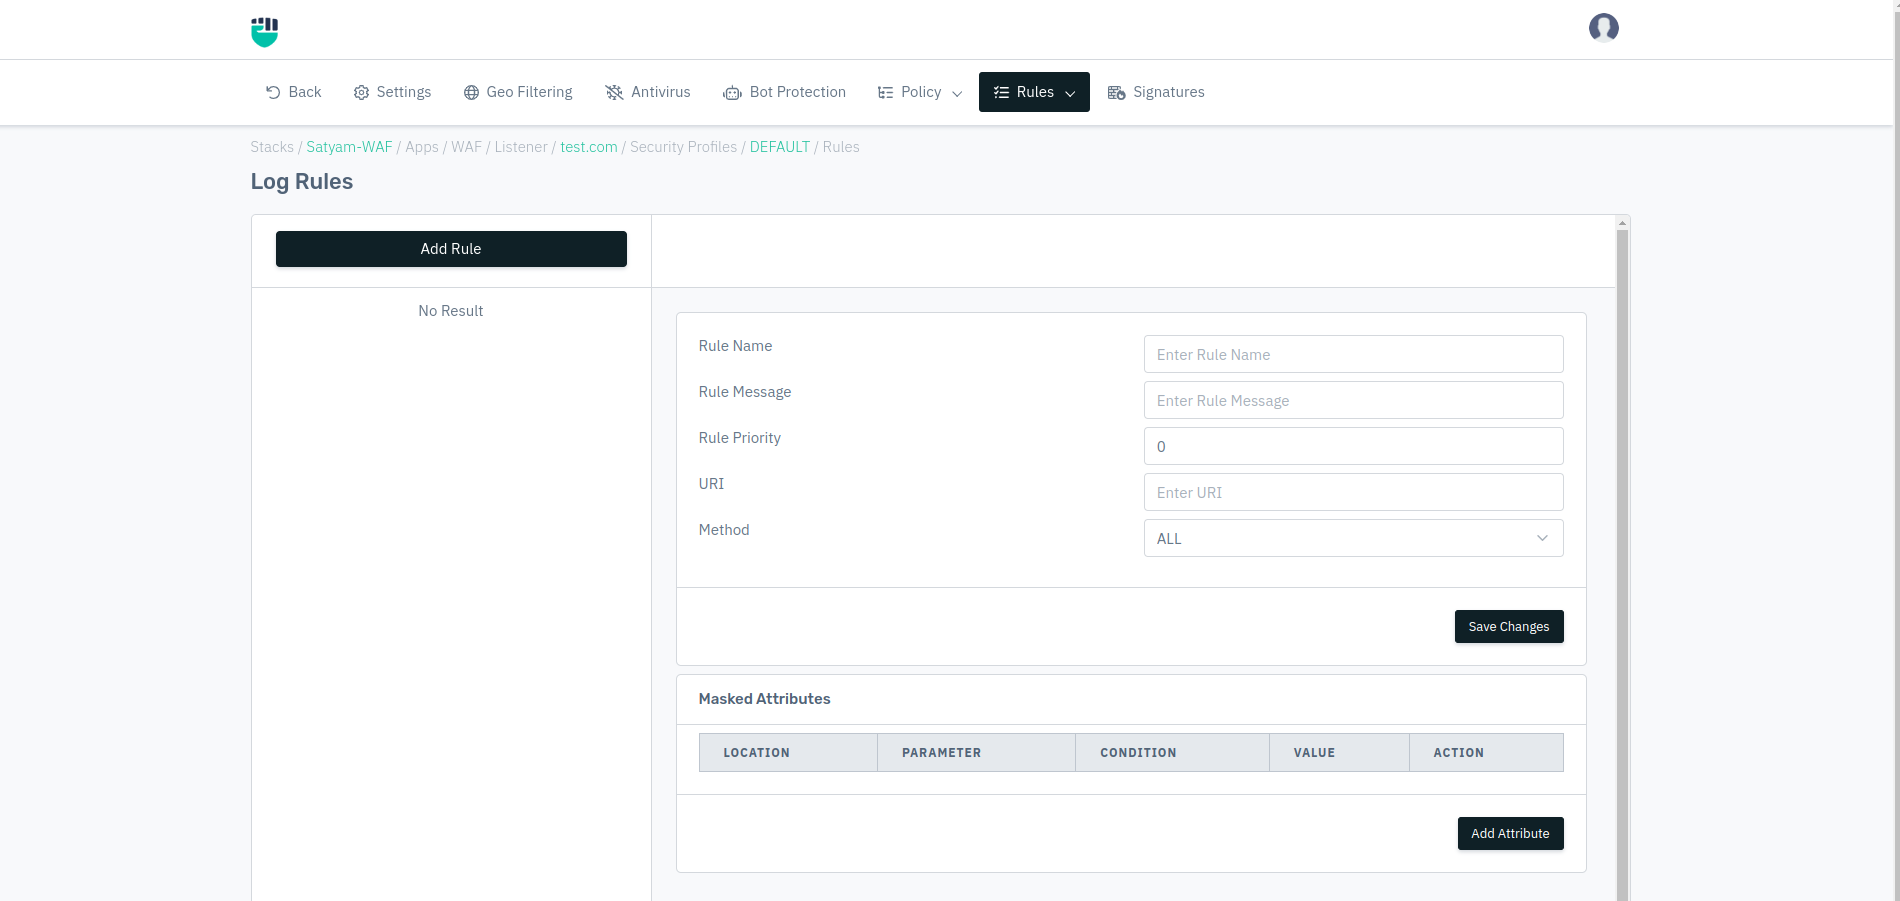 Back Settings Geo Filtering Antivirus Bot Protection Policy Rules Signatures
Stacks / Satyam-WAF / Apps / WAF / Listener / test.com / Security Profiles / DEFAULT / Rules
Log Rules
Add Rule
No Result
Rule Name
Enter Rule Name
Rule Message
Enter Rule Message
Rule Priority
0
URI
Enter URI
Method
ALL
Save Changes
Masked Attributes
LOCATION PARAMETER CONDITION VALUE ACTION
Add Attribute